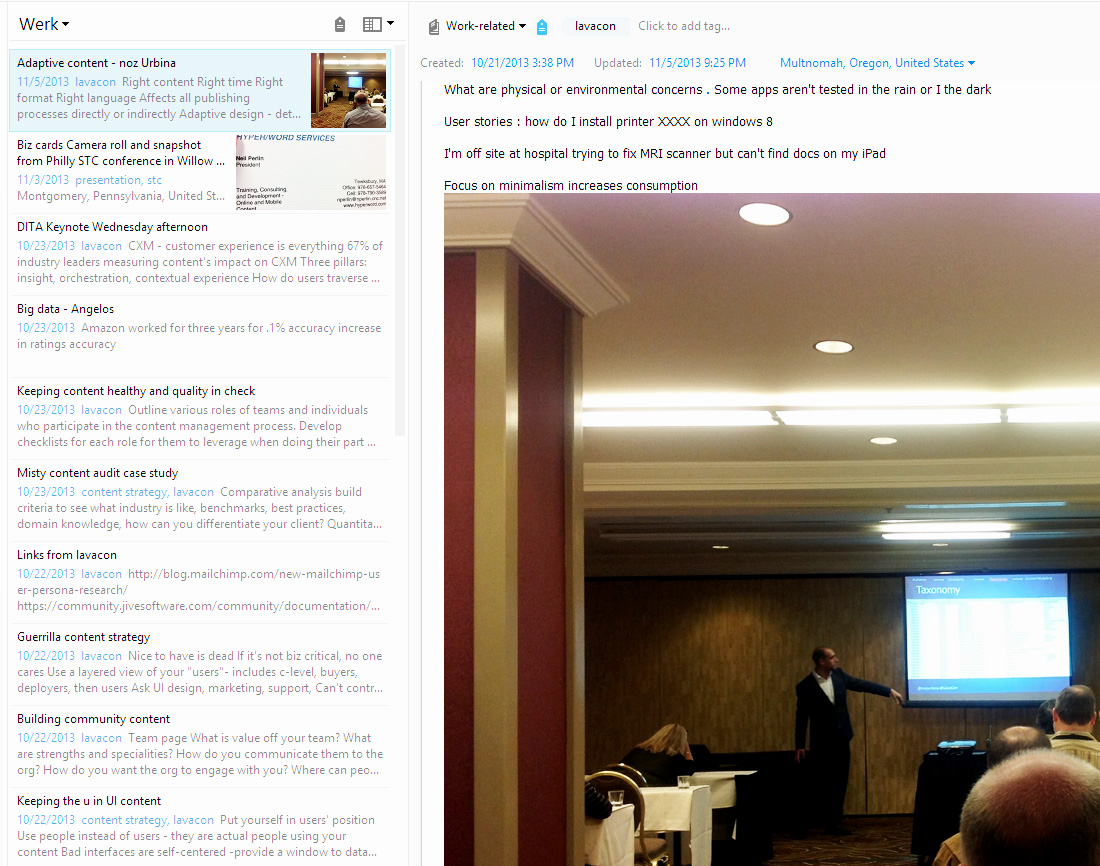 Werk
Adaptive content - noz Urbina
11/5/2013 lavacon Right content Right time Right
format Right language Affects all publishing
processes directly or indirectly Adaptive design - det...
Biz cards Camera roll and snapshot
from Philly STC conference in Willow ...
11/3/2013 presentation, stc
Montgomery, Pennsylvania, United St...
HYPER/WORD SERVICES
Neil Perlin
President
Training, Consulting,
and Development -
Online and Mobile
Content
Tewksbury, MA
Office: 978-657-5464
www.hyperword.com
DITA Keynote Wednesday afternoon
10/23/2013 lavacon CXM - customer experience is everything 67% of
industry leaders measuring content's impact on CXM Three pillars:
insight, orchestration, contextual experience How do users traverse ...
Big data - Angelos
10/23/2013 Amazon worked for three years for .1% accuracy increase
in ratings accuracy
Keeping content healthy and quality in check
10/23/2013 lavacon Outline various roles of teams and individuals
who participate in the content management process. Develop
checklists for each role for them to leverage when doing their part ...
Misty content audit case study
10/23/2013 content strategy, lavacon Comparative analysis build
criteria to see what industry is like, benchmarks, best practices,
domain knowledge, how can you differentiate your client? Quantita...
Links from lavacon
10/22/2013 lavacon http://blog.mailchimp.com/new-mailchimp-us
er-persona-research/
https://community.jivesoftware.com/community/documentation/...
Guerrilla content strategy
10/22/2013 lavacon Nice to have is dead If it's not biz critical, no one
cares Use a layered view of your "users"- includes c-level, buyers,
deployers, then users Ask UI design, marketing, support, Can't contr...
Building community content
10/22/2013 lavacon Team page What is value off your team? What
are strengths and specialities? How do you communicate them to the
org? How do you want the org to engage with you? Where can peo...
Keeping the u in UI content
10/22/2013 content strategy, lavacon Put yourself in users' position
Use people instead of users - they are actual people using your
content Bad interfaces are self-centered -provide a window to data...
Work-related lavacon Click to add tag...
Created: 10/21/2013 3:38 PM Updated: 11/5/2013 9:25 PM Multnomah, Oregon, United States
What are physical or environmental concerns . Some apps aren't tested in the rain or I the dark
User stories : how do I install printer XXXX on windows 8
I'm off site at hospital trying to fix MRI scanner but can't find docs on my iPad
Focus on minimalism increases consumption
Taxonomy